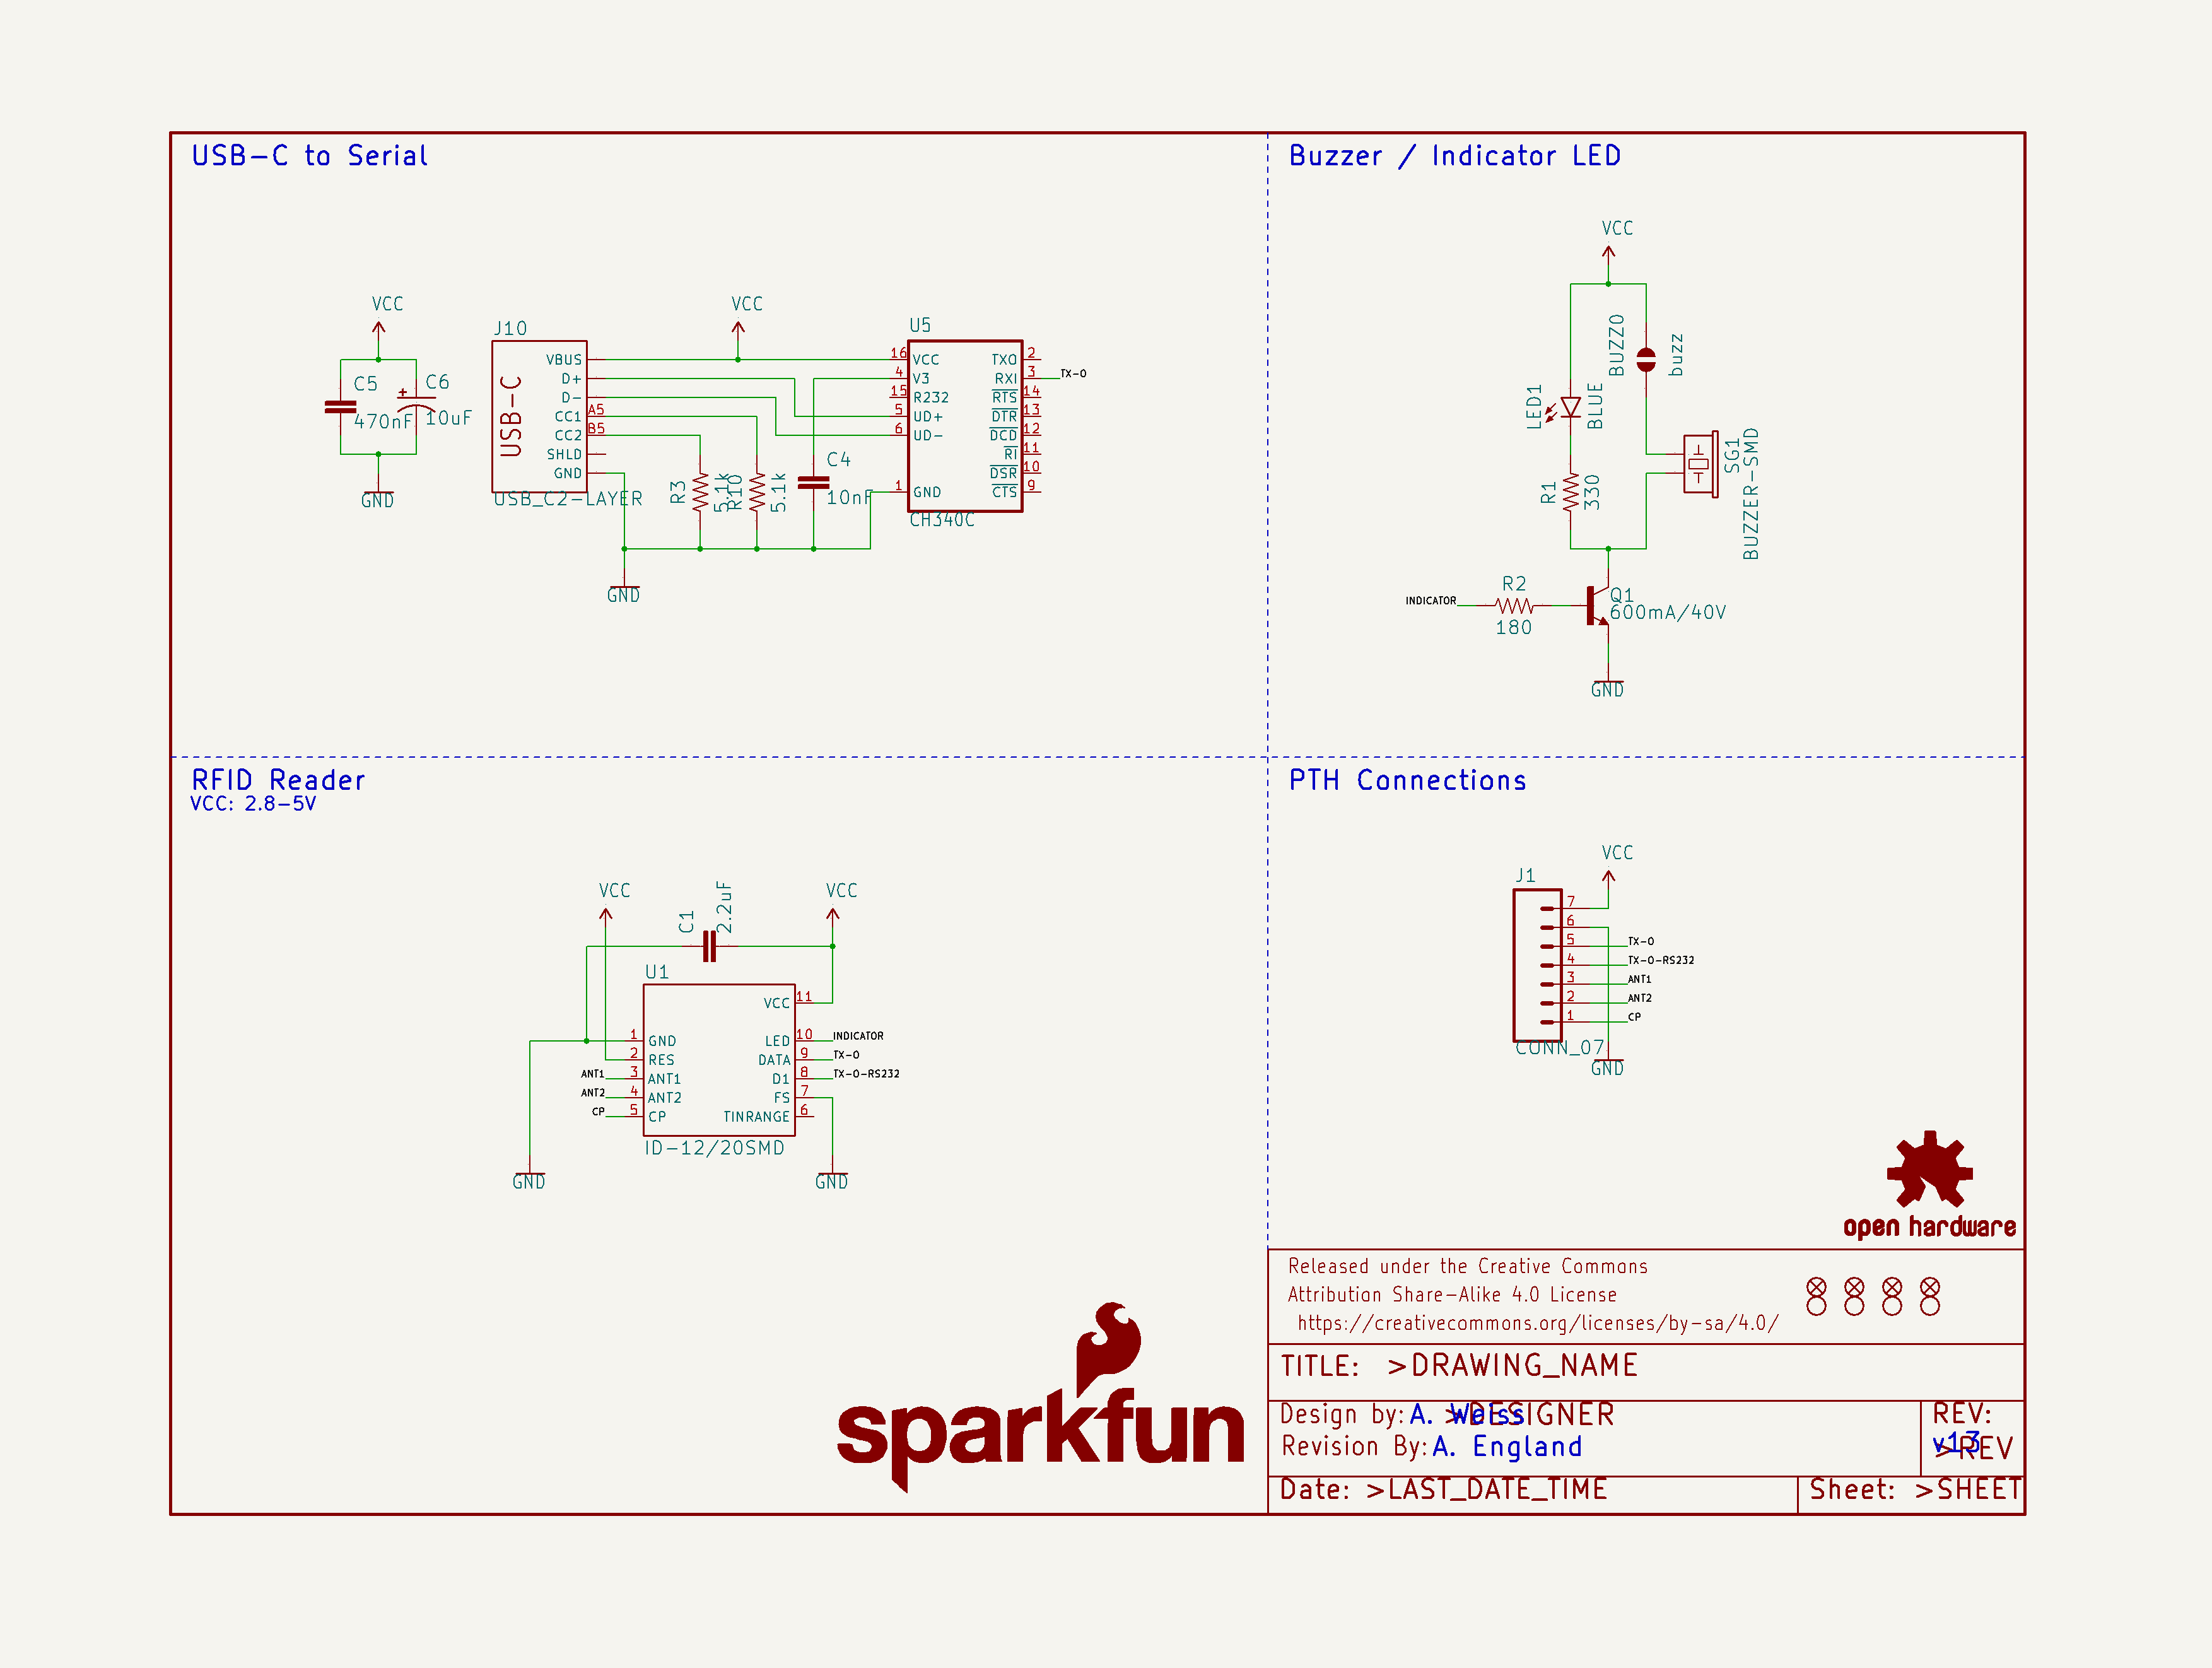 USB-C to Serial
VCC
C5
470nF
C6
10uF
GND
J10
USB-C
VBUS
D+
D-
CC1
CC2
SHLD
GND
A5
B5
USB_C2-LAYER
VCC
R3
5.1k
R10
5.1k
C4
10nF
GND
U5
16
4
15
5
6
1
VCC
V3
R232
UD+
UD-
GND
TXO
RXI
RTS
DTR
DCD
RI
DSR
CTS
2
3
14
13
12
11
10
9
TX-O
CH340C
Buzzer / Indicator LED
VCC
BUZZ0
buzz
LED1
BLUE
R1
330
SG1
BUZZER-SMD
INDICATOR
R2
180
Q1
600mA/40V
GND
RFID Reader
VCC: 2.8-5V
VCC
C1
2.2uF
VCC
U1
VCC 11
1 GND
2 RES
ANT1 3 ANT1
ANT2 4 ANT2
CP 5 CP
LED 10 INDICATOR
DATA 9 TX-O
D1 8 TX-O-RS232
FS 7
TINRANGE 6
ID-12/20SMD
GND
GND
PTH Connections
VCC
J1
7
6
5 TX-O
4 TX-O-RS232
3 ANT1
2 ANT2
1 CP
CONN_07
GND
open hardware
sparkfun
Released under the Creative Commons
Attribution Share-Alike 4.0 License
https://creativecommons.org/licenses/by-sa/4.0/
TITLE: >DRAWING_NAME
Design by: A. Weiss >DESIGNER
Revision By: A. England
REV:
v13
>REV
Date: >LAST_DATE_TIME
Sheet: >SHEET